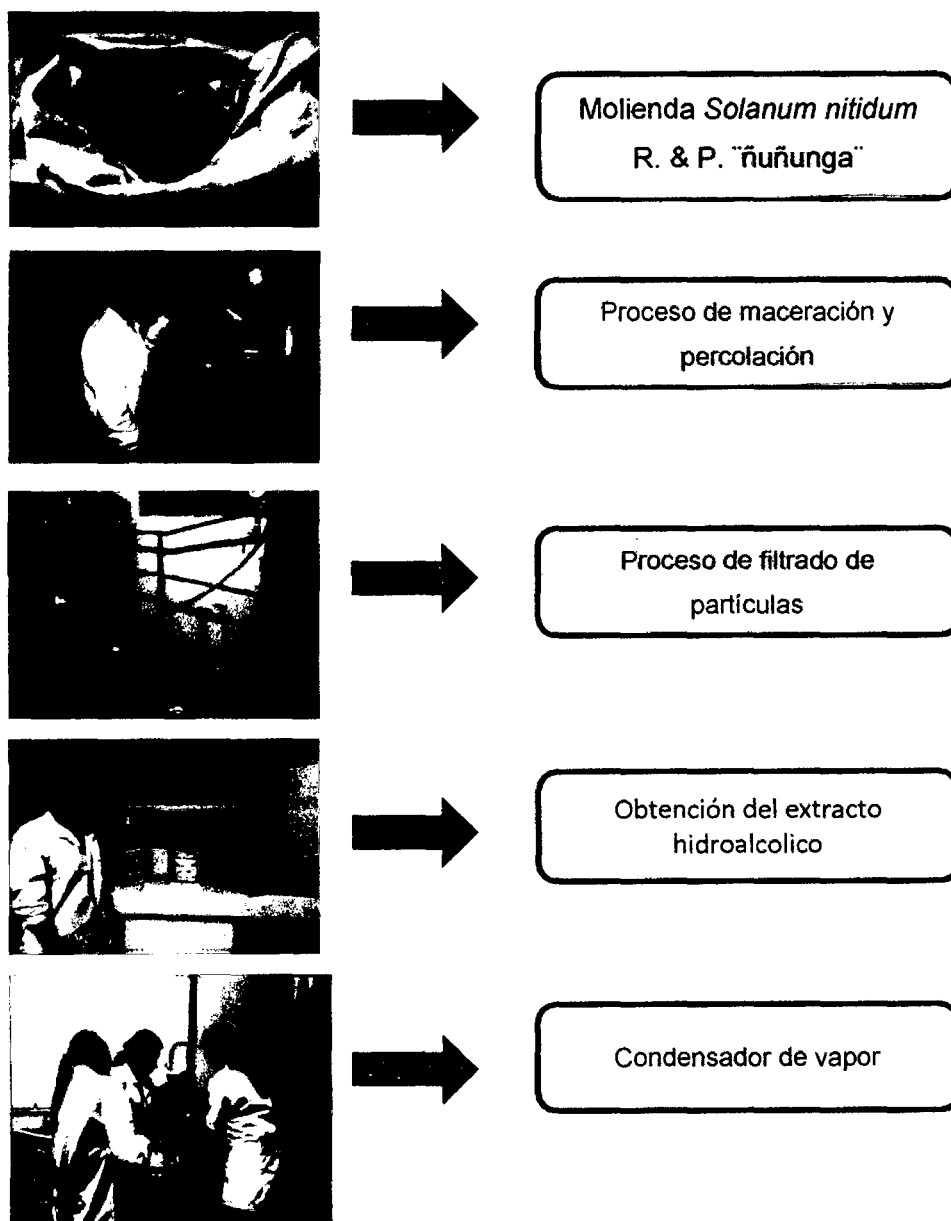 Molienda Solanum nitidum
R. & P. ¨ñuñunga¨
Proceso de maceración y
percolación
Proceso de filtrado de
partículas
Obtención del extracto
hidroalcolico
Condensador de vapor